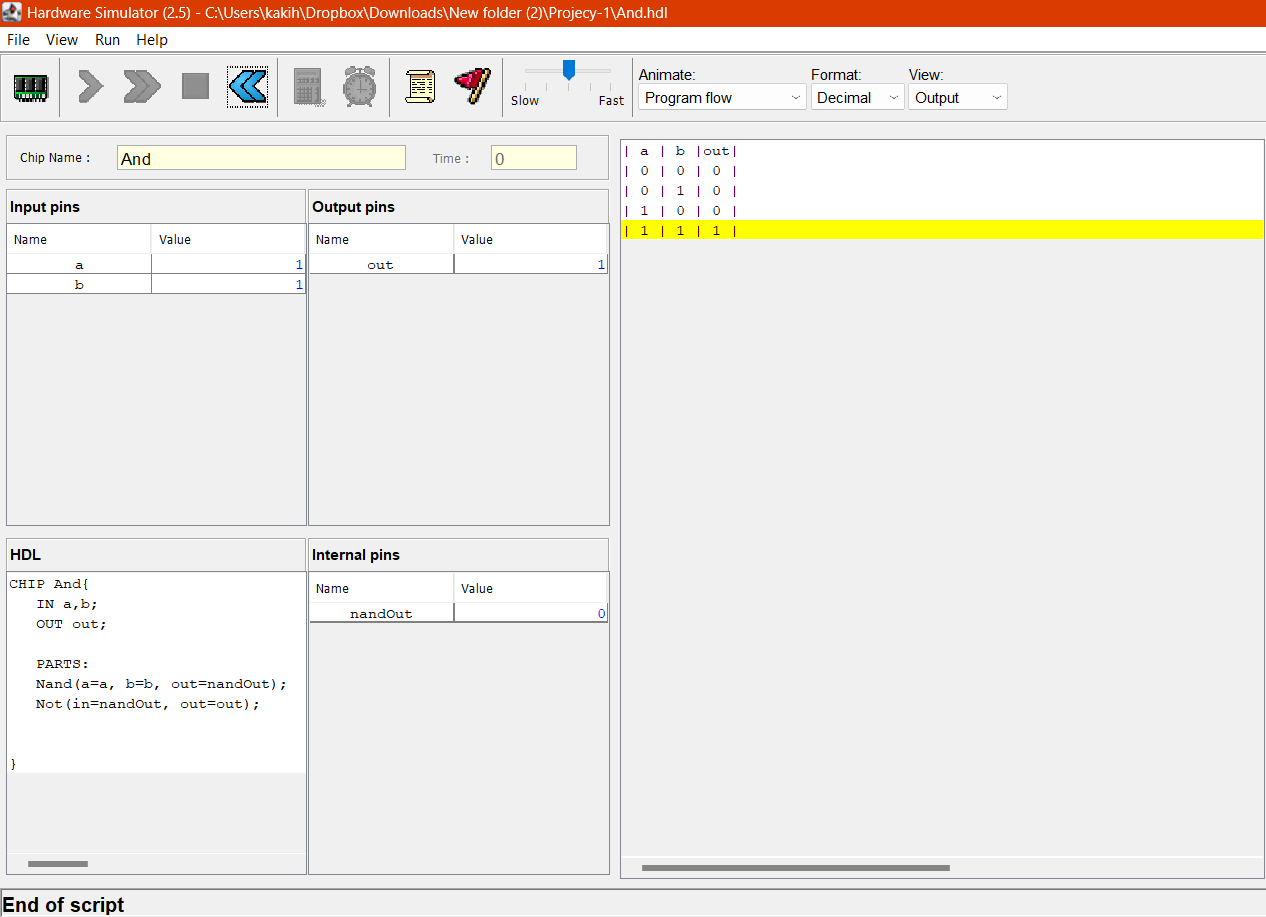 Hardware Simulator (2.5) - C:\Users\kakih\Dropbox\Downloads\New folder (2)\Projecy-1\And.hdl
File View Run Help
Slow Fast
Animate: Format: View:
Program flow Decimal Output
Chip Name : And Time : 0
Input pins
Name Value
a 1
b 1
Output pins
Name Value
out 1
HDL
CHIP And{
IN a,b;
OUT out;
PARTS:
Nand(a=a, b=b, out=nandOut);
Not(in=nandOut, out=out);
}
Internal pins
Name Value
nandOut 0
| a | b |out|
| 0 | 0 | 0 |
| 0 | 1 | 0 |
| 1 | 0 | 0 |
| 1 | 1 | 1 |
End of script